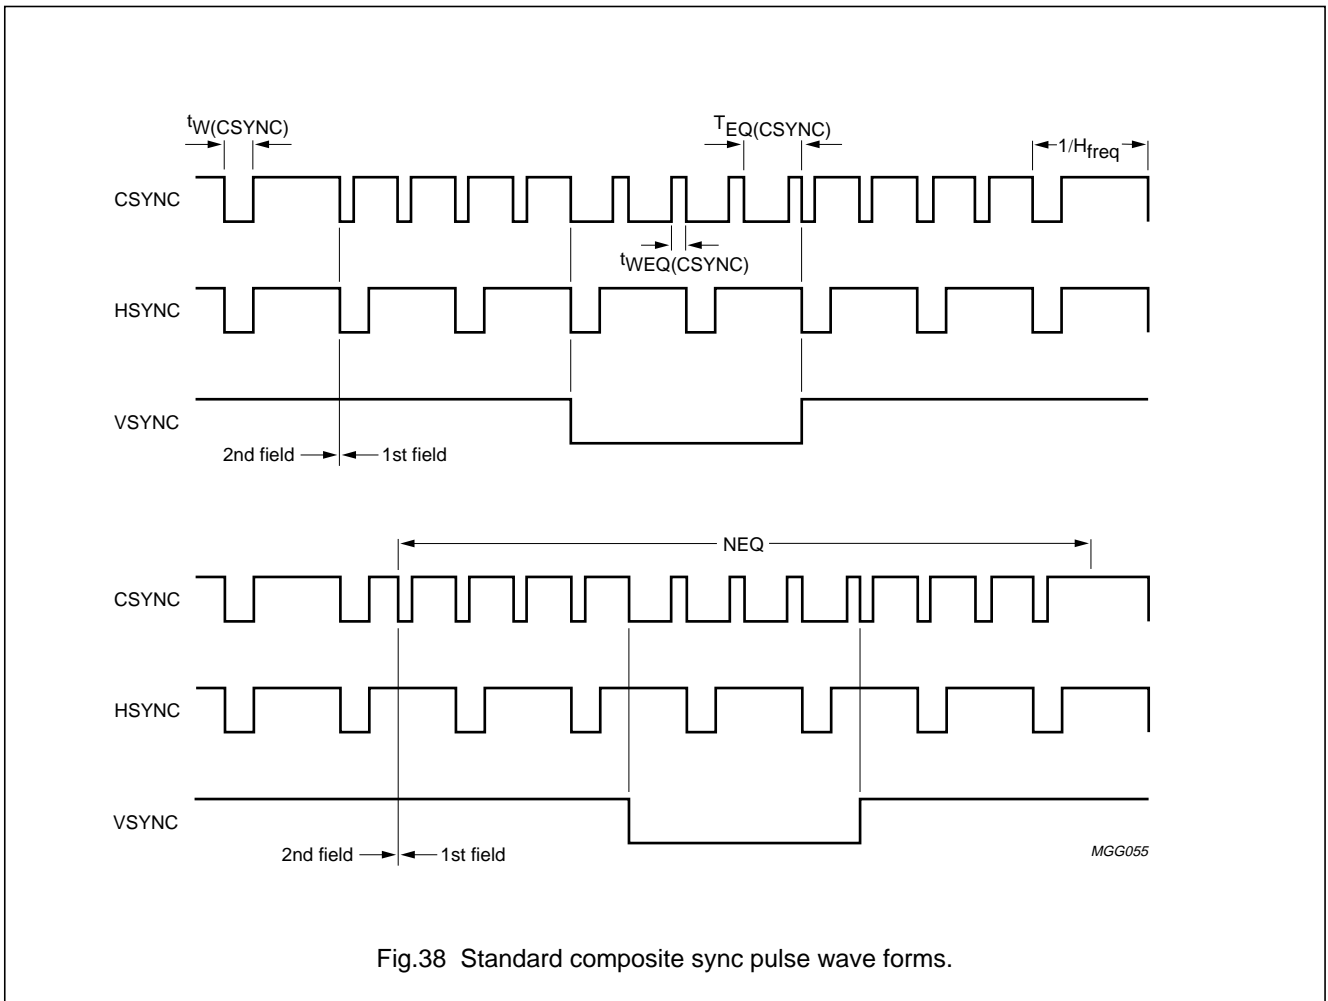 tW(CSYNC)
TEQ(CSYNC)
1/Hfreq
CSYNC
tWEQ(CSYNC)
HSYNC
VSYNC
2nd field
1st field
NEQ
CSYNC
HSYNC
VSYNC
2nd field
1st field
MGG055
Fig.38 Standard composite sync pulse wave forms.